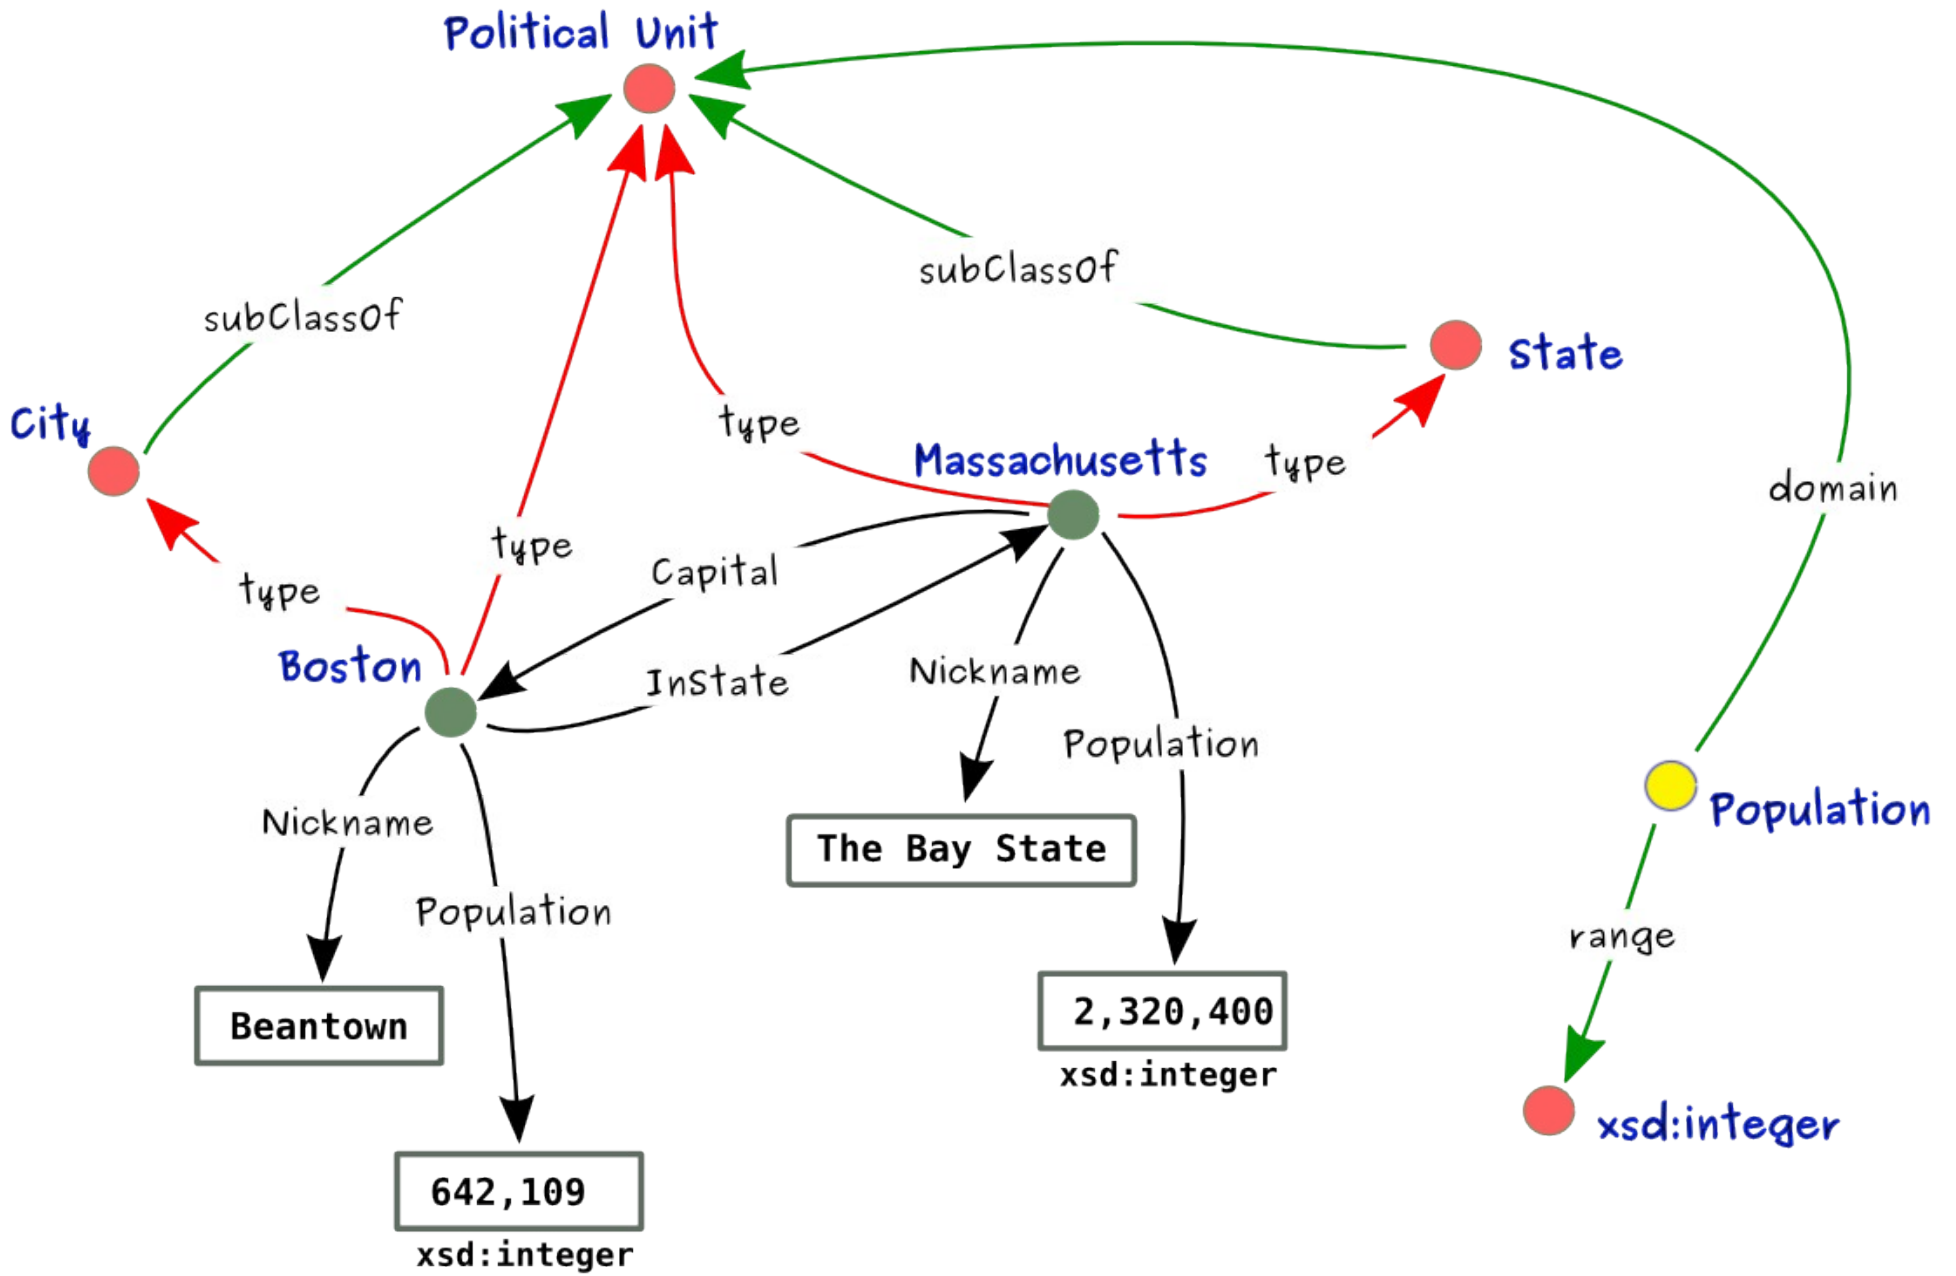 Political Unit
subClassOf
subClassOf
State
City
type
Massachusetts
type
domain
type
Capital
type
Boston
InState
Nickname
Population
Population
Nickname
The Bay State
Population
range
Beantown
2,320,400
xsd:integer
xsd:integer
642,109
xsd:integer